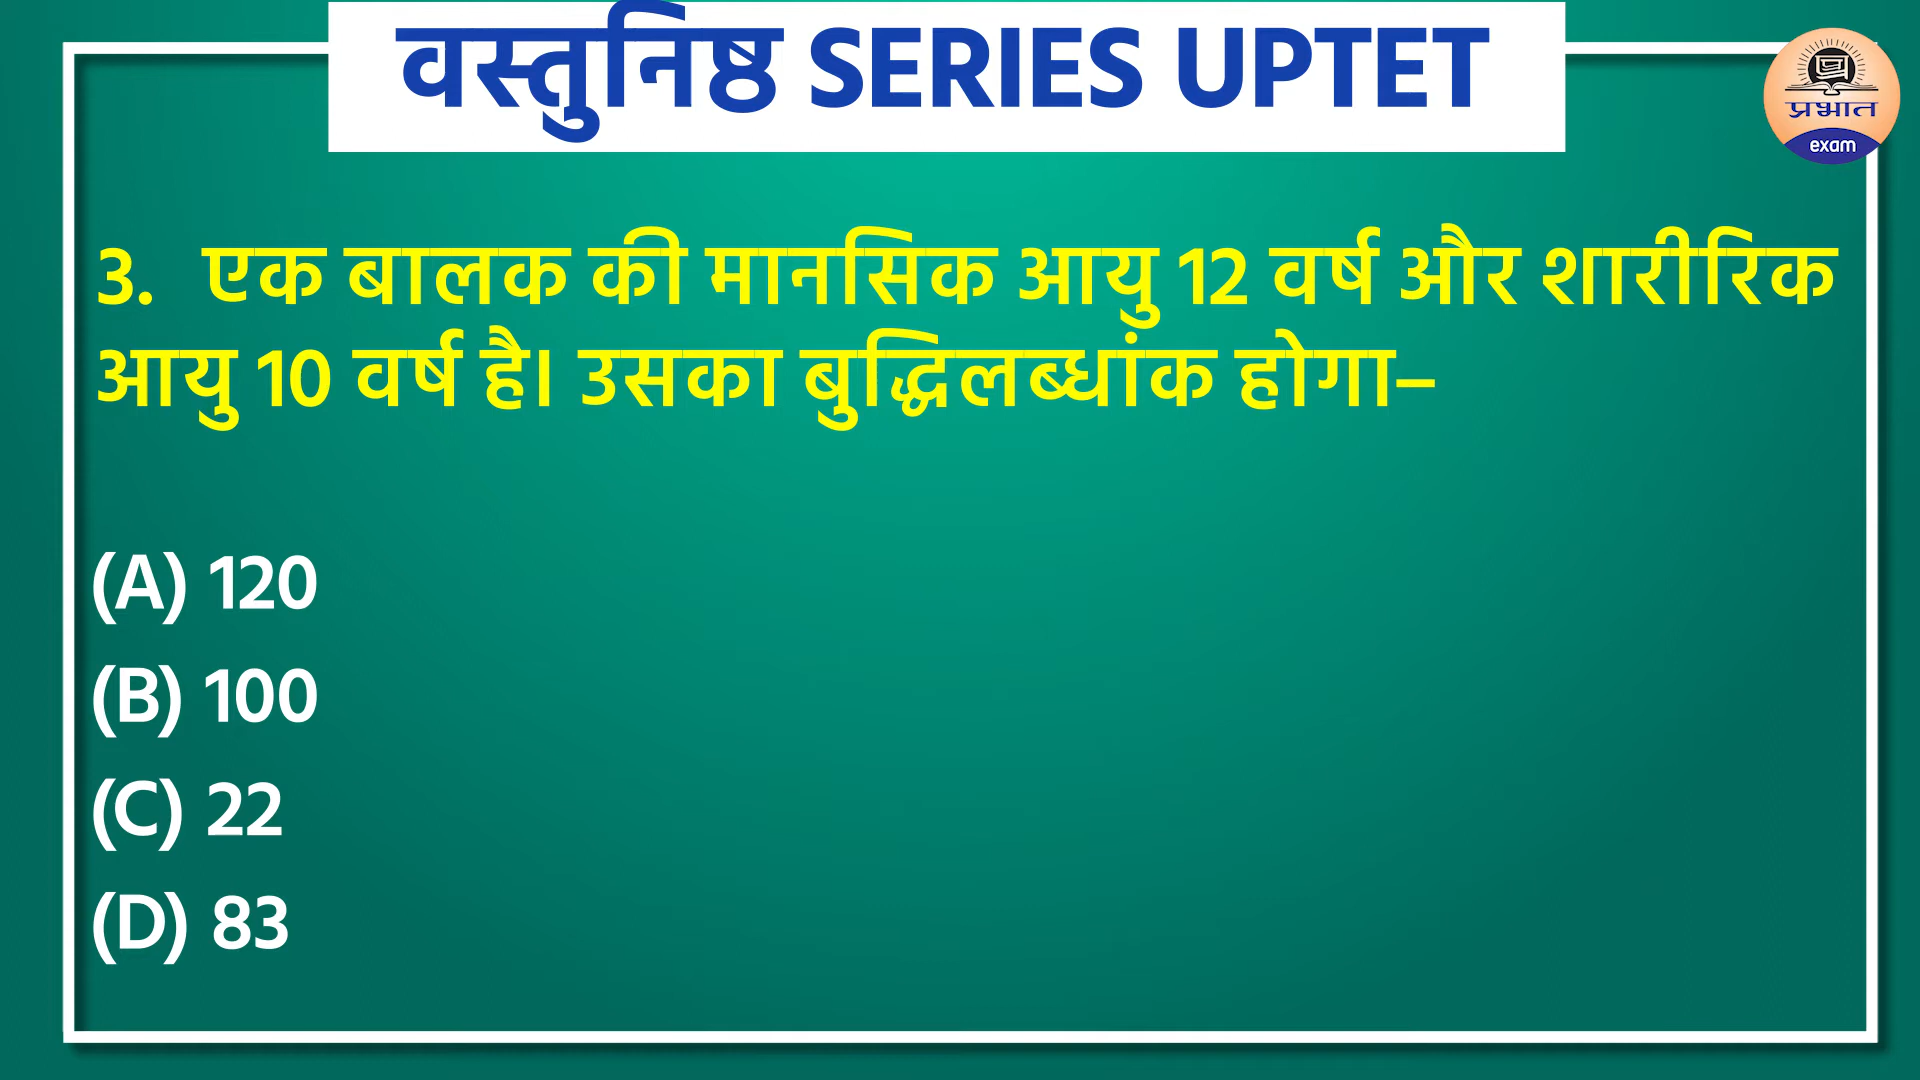 वस्तुनिष्ठ SERIES UPTET
प्रभात
exam
3. एक बालक की मानसिक आयु 12 वर्ष और शारीरिक
आयु 10 वर्ष है। उसका बुद्धिलब्धांक होगा–
(A) 120
(B) 100
(C) 22
(D) 83